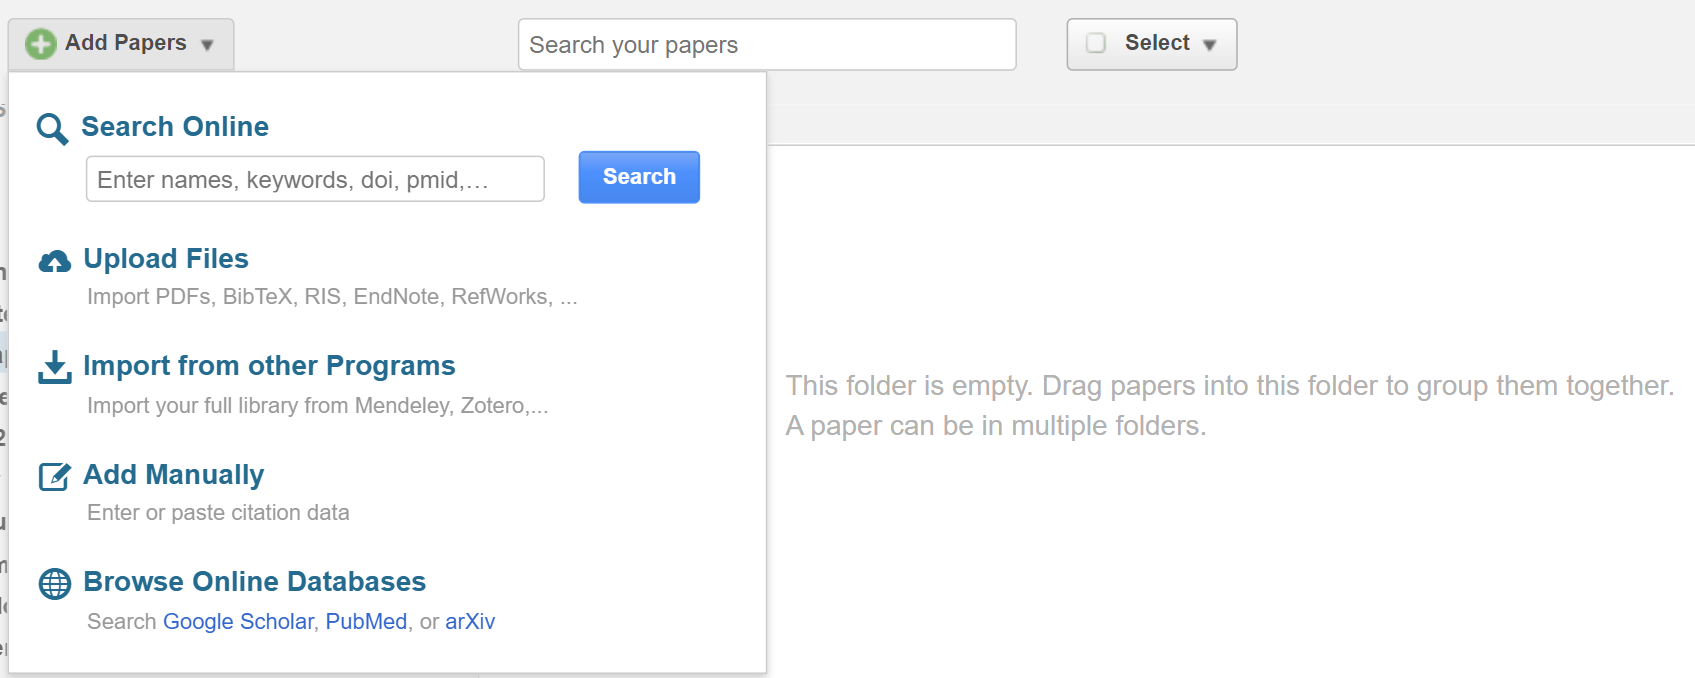 Add Papers
Search your papers
Select
Search Online
Enter names, keywords, doi, pmid,...
Search
Upload Files
Import PDFs, BibTeX, RIS, EndNote, RefWorks, ...
Import from other Programs
Import your full library from Mendeley, Zotero,...
Add Manually
Enter or paste citation data
Browse Online Databases
Search Google Scholar, PubMed, or arXiv
This folder is empty. Drag papers into this folder to group them together.
A paper can be in multiple folders.